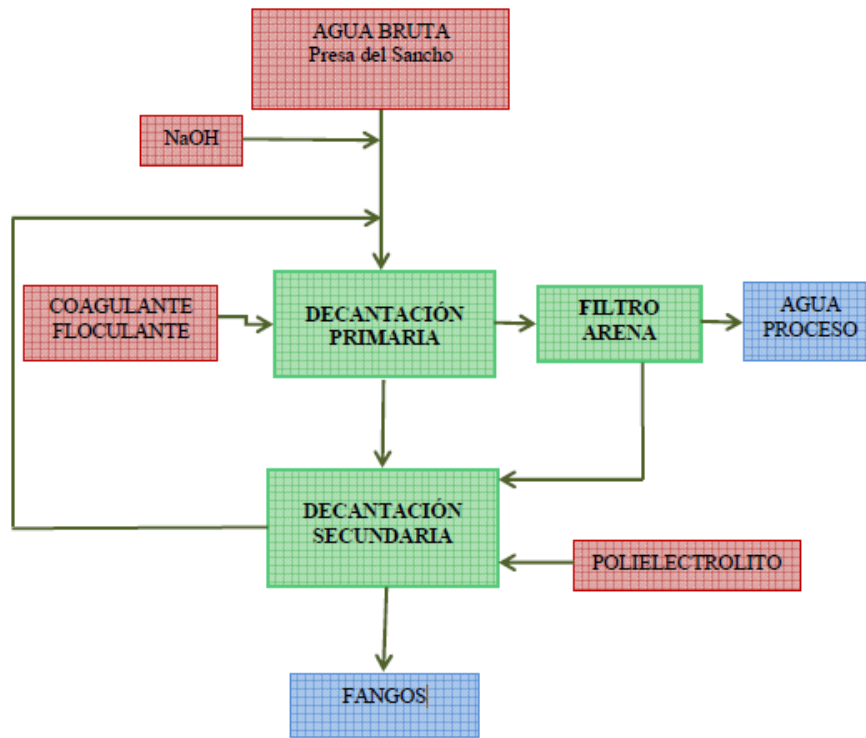 AGUA BRUTA
Presa del Sancho
NaOH
COAGULANTE
FLOCULANTE
DECANTACIÓN
PRIMARIA
FILTRO
ARENA
AGUA
PROCESO
DECANTACIÓN
SECUNDARIA
POLIELECTROLITO
FANGOS